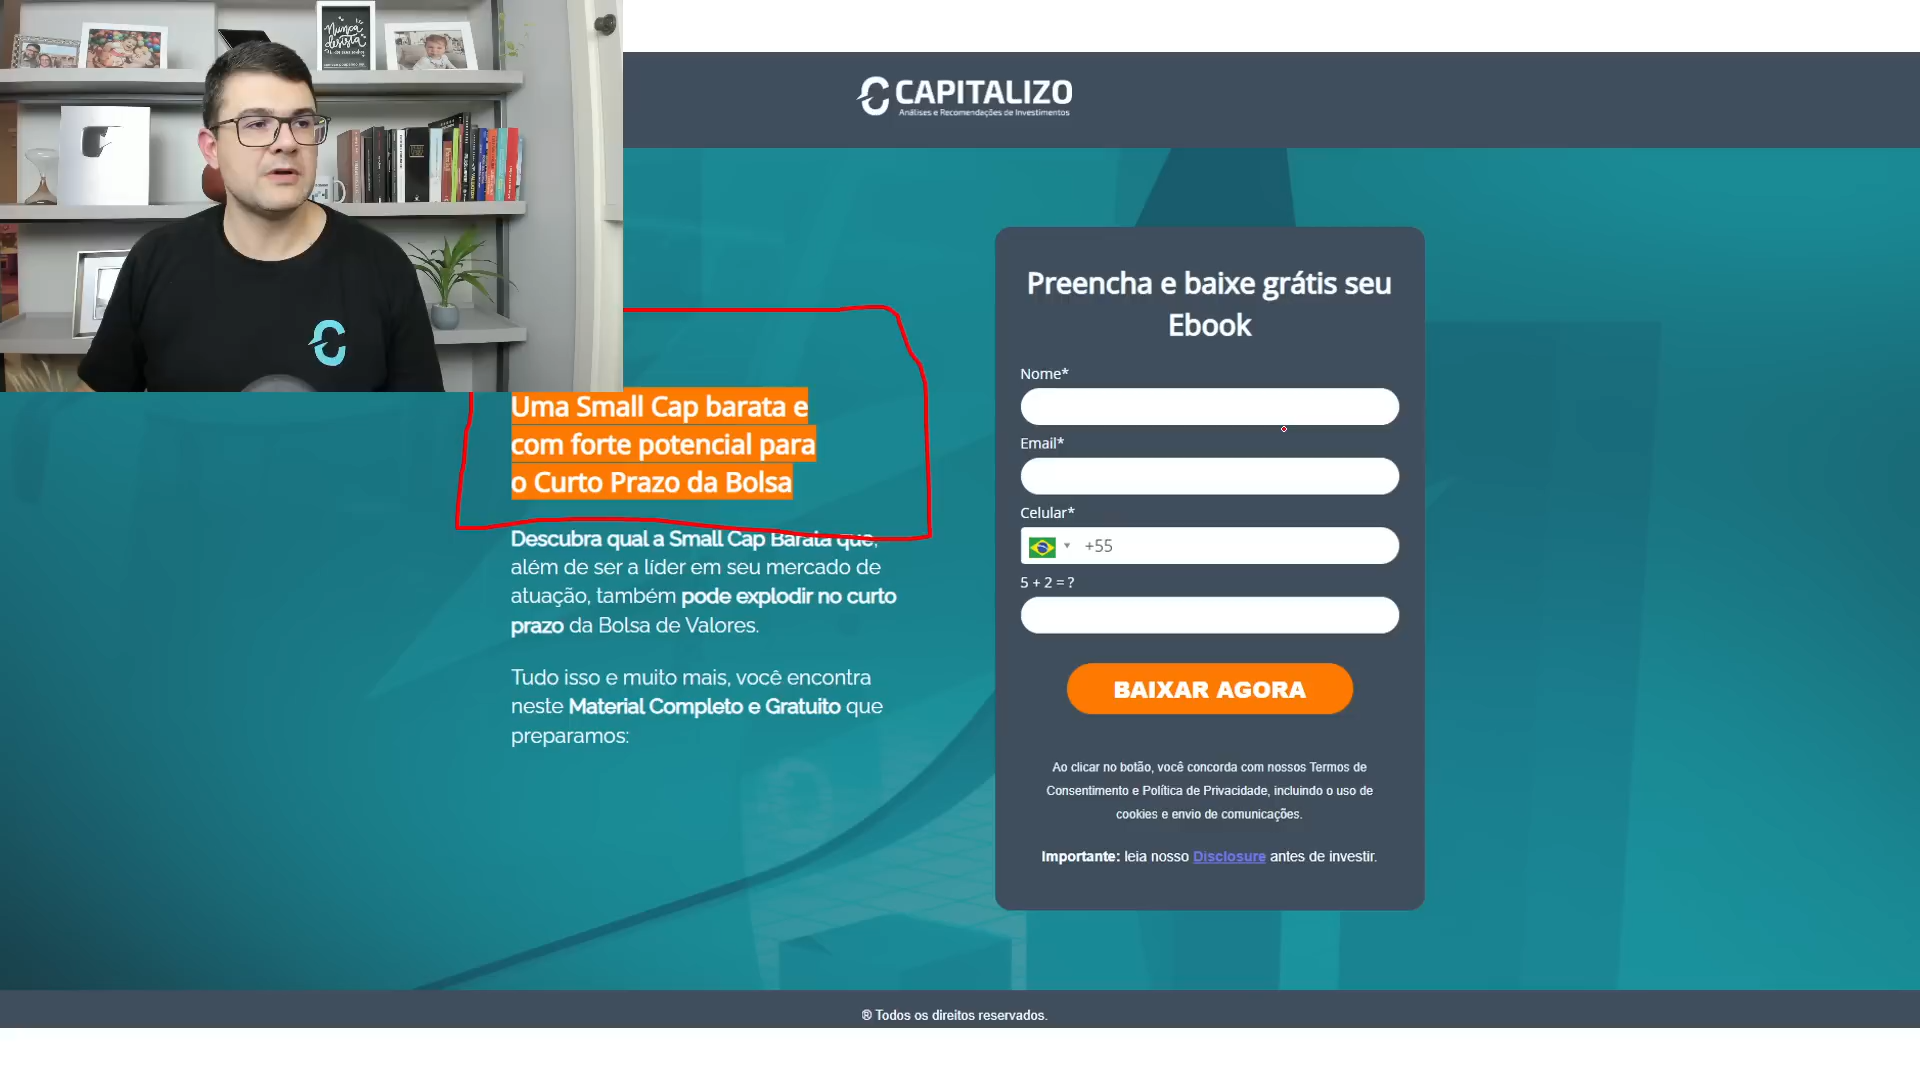 Nunca
desista
CAPITALIZO
Análises e Recomendações de Investimentos
Uma Small Cap barata e
com forte potencial para
o Curto Prazo da Bolsa
Descubra qual a Small Cap Barata que,
além de ser a líder em seu mercado de
atuação, também pode explodir no curto
prazo da Bolsa de Valores.
Tudo isso e muito mais, você encontra
neste Material Completo e Gratuito que
preparamos:
Preencha e baixe grátis seu
Ebook
Nome*
Email*
Celular*
+55
5 + 2 = ?
BAIXAR AGORA
Ao clicar no botão, você concorda com nossos Termos de
Consentimento e Política de Privacidade, incluindo o uso de
cookies e envio de comunicações.
Importante: leia nosso Disclosure antes de investir.
® Todos os direitos reservados.